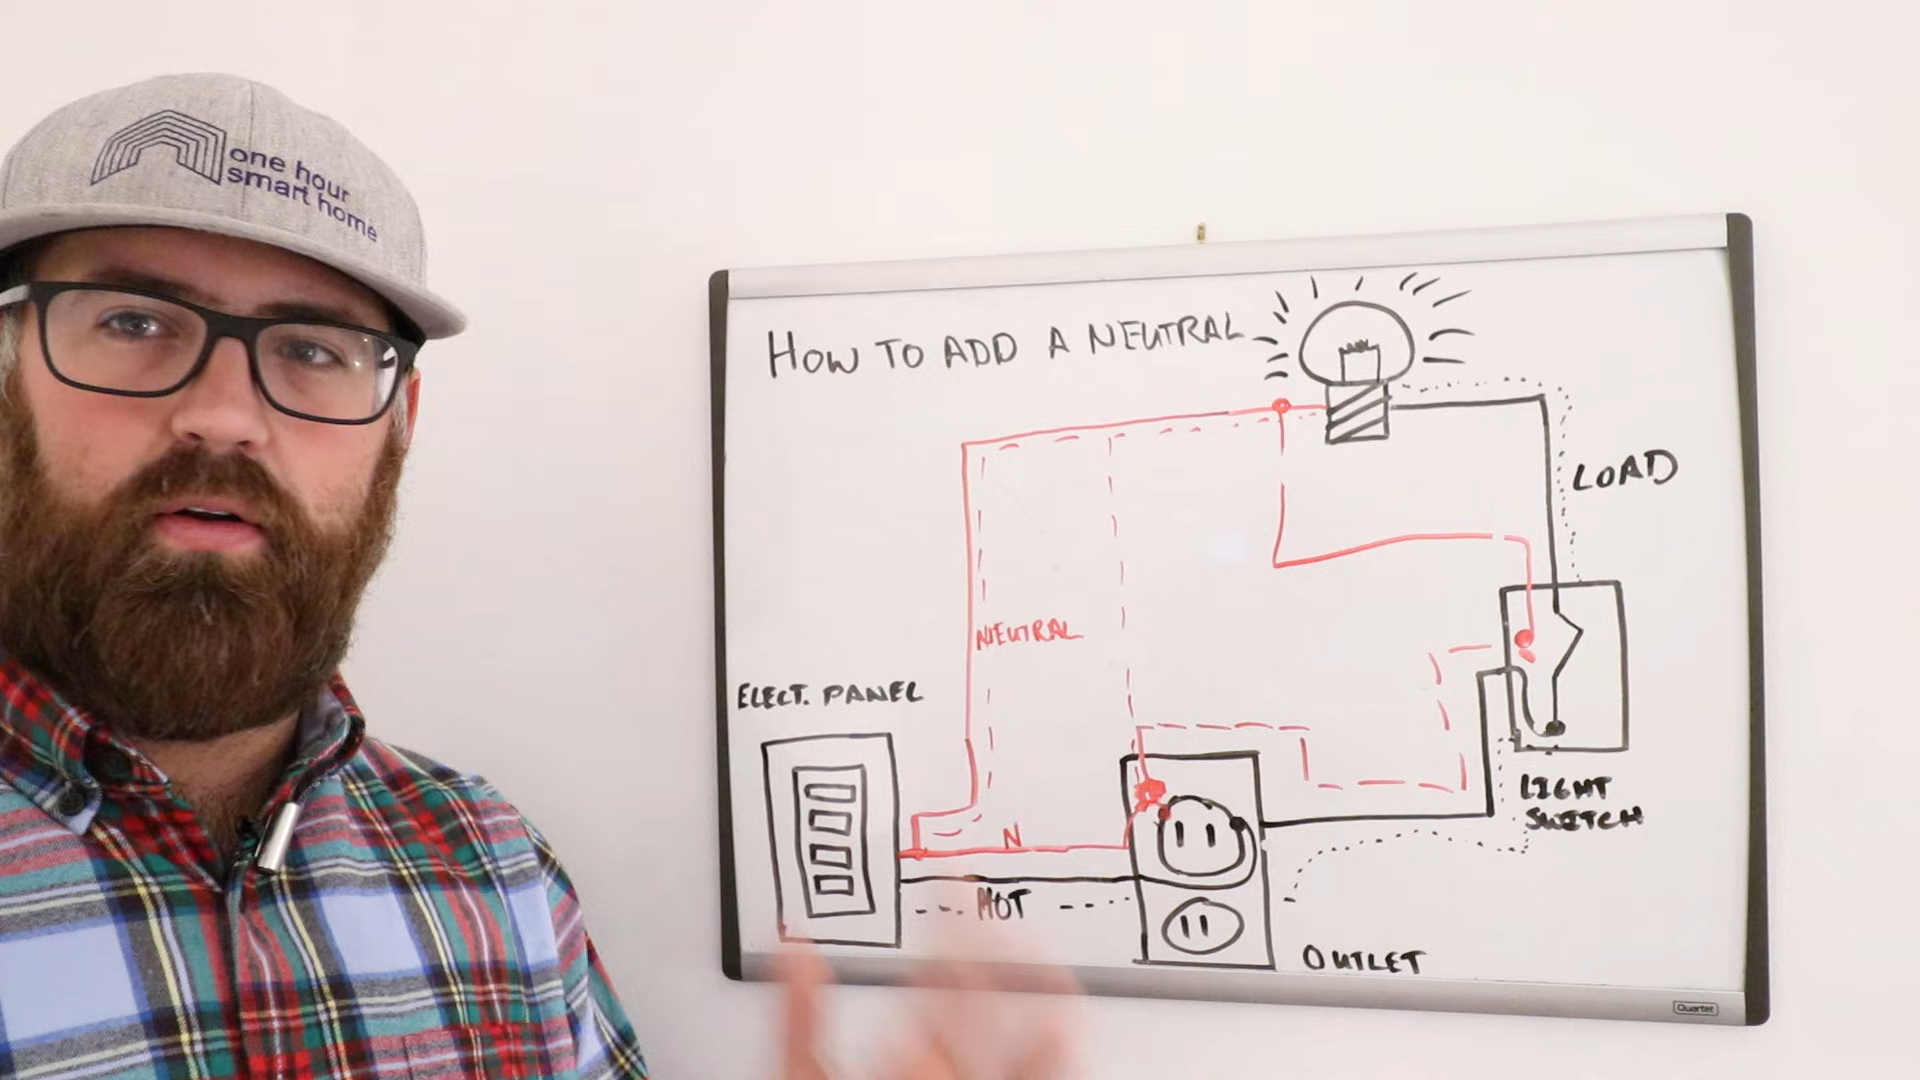 one hour
smart home
HOW TO ADD A NEUTRAL
LOAD
NEUTRAL
ELECT. PANEL
LIGHT
SWITCH
N
HOT
OUTLET
Quartet